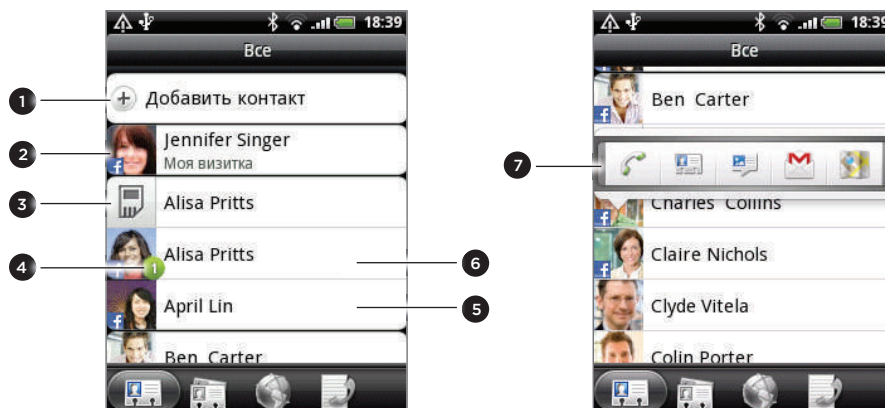 18:39
Все
1 Добавить контакт
2 Jennifer Singer
Моя визитка
3 Alisa Pritts
4 Alisa Pritts 6
1
April Lin 5
Ben Carter
18:39
Все
Ben Carter
7
Charles Collins
Claire Nichols
Clyde Vitela
Colin Porter